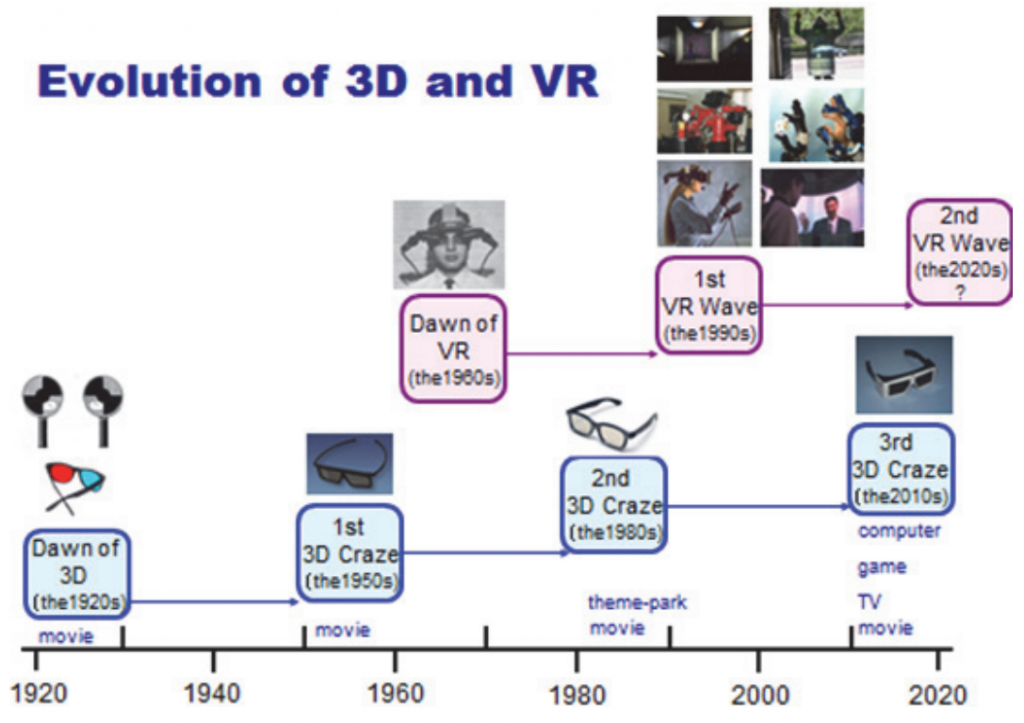 Evolution of 3D and VR
2nd
VR Wave
(the2020s)
?
1st
VR Wave
(the1990s)
Dawn of
VR
(the1960s)
3rd
3D Craze
(the2010s)
2nd
3D Craze
(the1980s)
1st
3D Craze
(the1950s)
Dawn of
3D
(the1920s)
computer
game
TV
movie
theme-park
movie
movie
movie
1920
1940
1960
1980
2000
2020